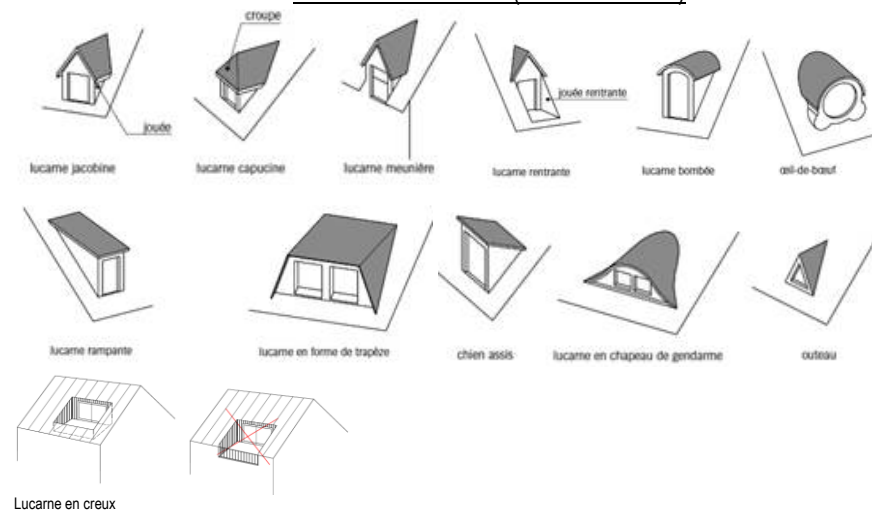 croupe
jouée
jouée rentrante
lucarne jacobine
lucarne capucine
lucarne meunière
lucarne rentrante
lucarne bombée
œil-de-bœuf
lucarne rampante
lucarne en forme de trapèze
chien assis
lucarne en chapeau de gendarme
outeau
Lucarne en creux